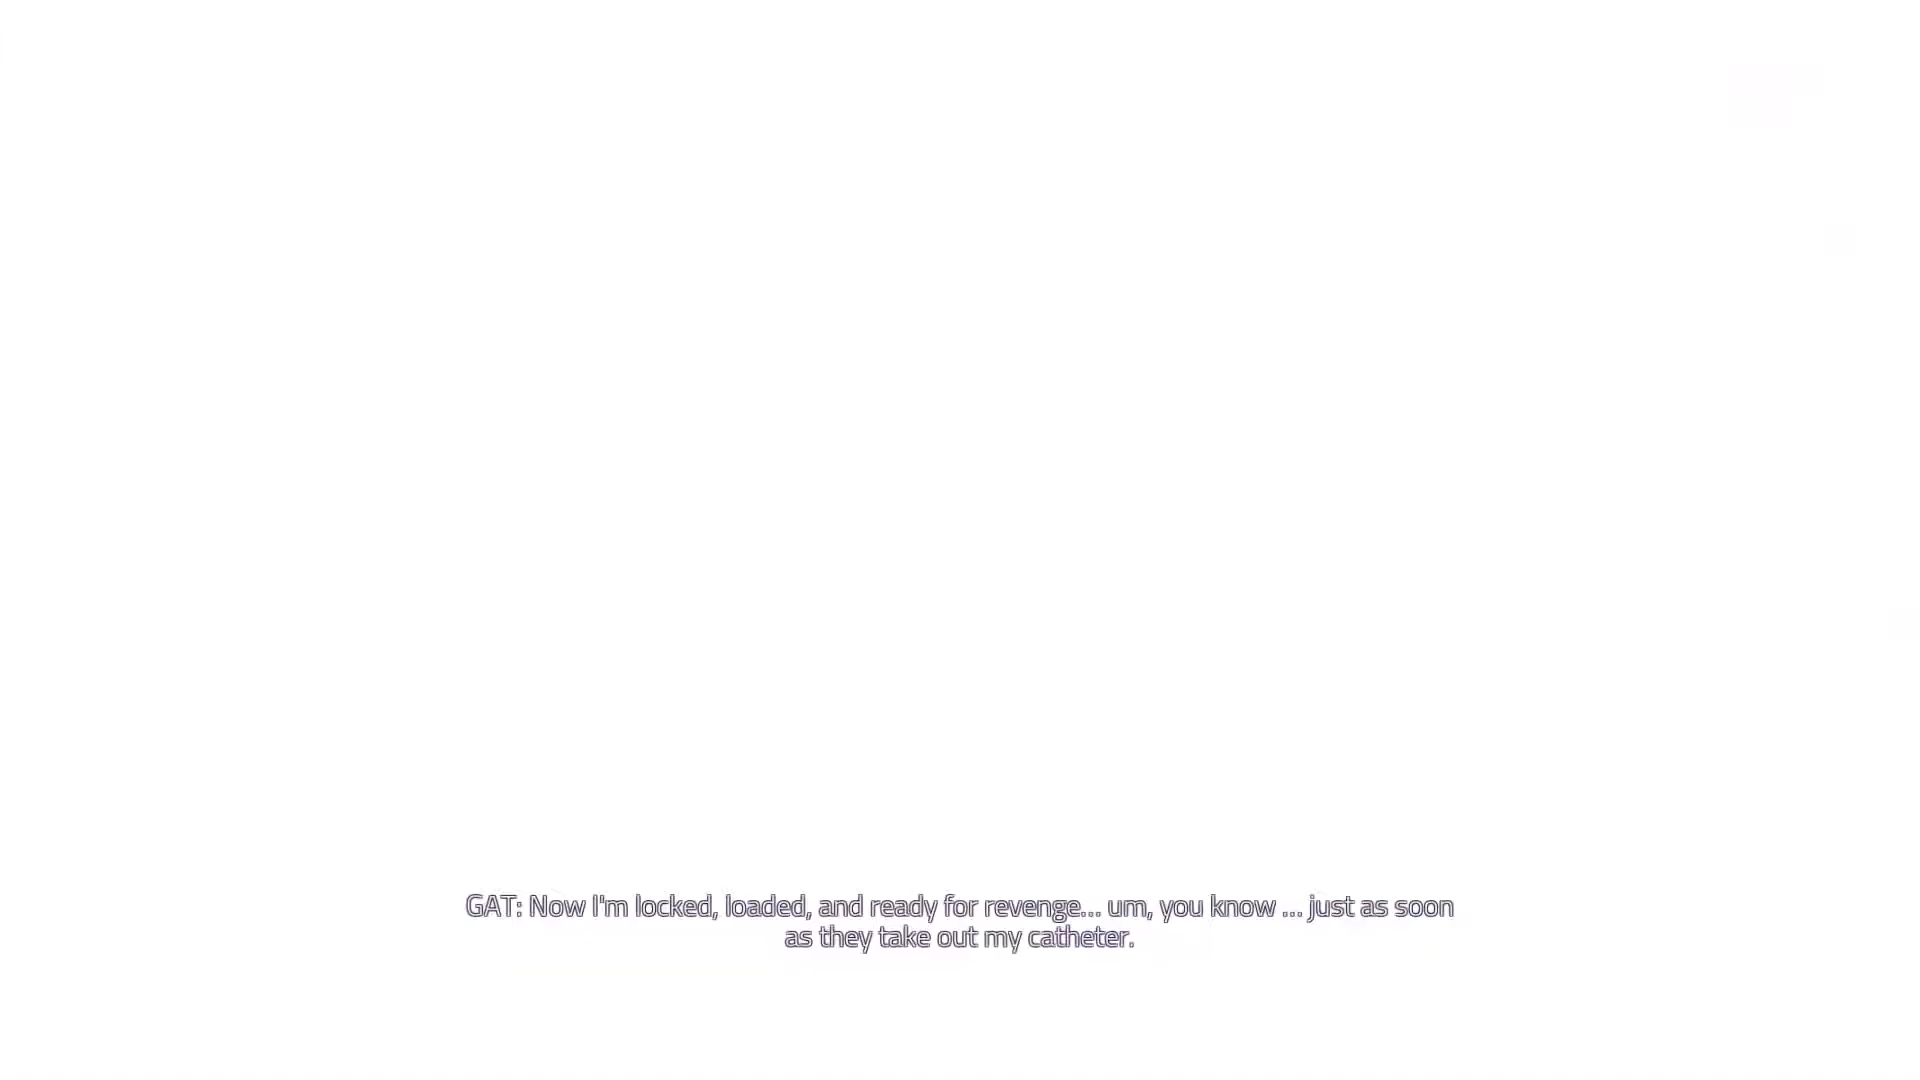 GAT: Now I'm locked, loaded, and ready for revenge... um, you know ... just as soon
as they take out my catheter.